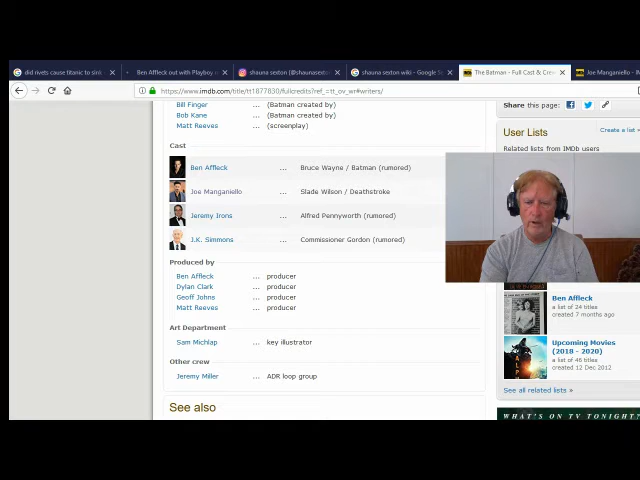 did rivets cause titanic to sin
Ben Affleck out with Playboy
shauna sexton (@shaunasext
shauna sexton wiki - Google S
The Batman - Full Cast & Cre
Joe Manganiello - IM
https://www.imdb.com/title/tt1877830/fullcredits?ref_=tt_ov_wr#writers/
Bill Finger ... (Batman created by)
Bob Kane ... (Batman created by)
Matt Reeves ... (screenplay)
Cast
Ben Affleck ... Bruce Wayne / Batman (rumored)
Joe Manganiello ... Slade Wilson / Deathstroke
Jeremy Irons ... Alfred Pennyworth (rumored)
J.K. Simmons ... Commissioner Gordon (rumored)
Produced by
Ben Affleck ... producer
Dylan Clark ... producer
Geoff Johns ... producer
Matt Reeves ... producer
Art Department
Sam Michlap ... key illustrator
Other crew
Jeremy Miller ... ADR loop group
See also
Share this page:
User Lists
Create a list »
Related lists from IMDb users
Ben Affleck
a list of 24 titles
created 7 months ago
Upcoming Movies
(2018 - 2020)
a list of 46 titles
created 12 Dec 2012
See all related lists »
WHAT'S ON TV TONIGHT?